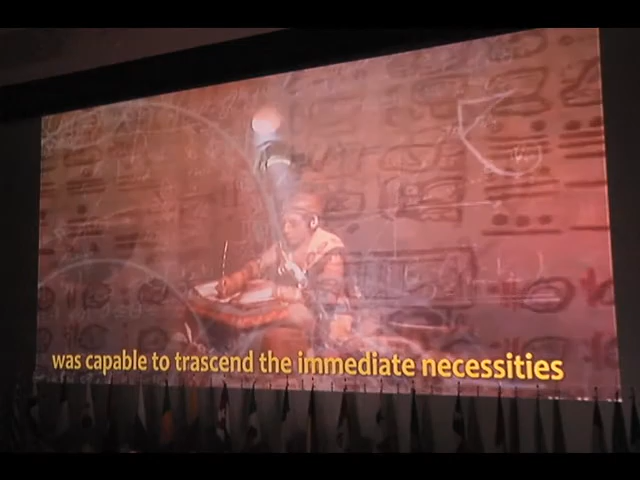 was capable to trascend the immediate necessities